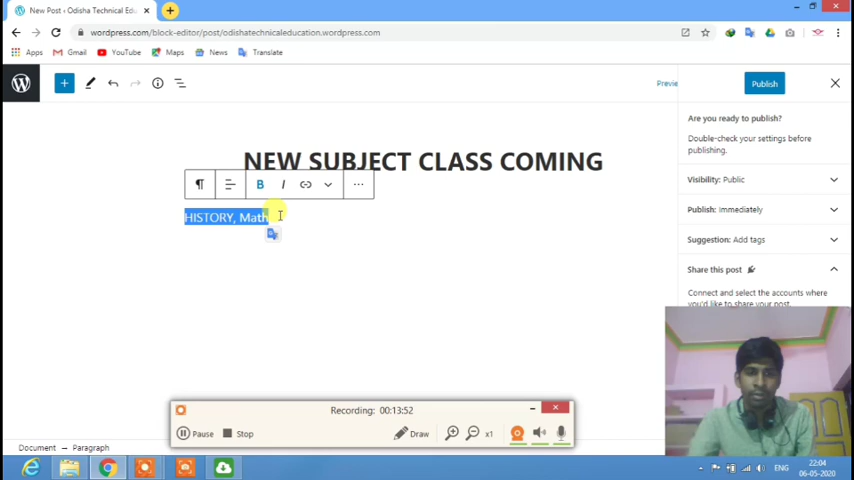 New Post ‹ Odisha Technical Edu
wordpress.com/block-editor/post/odishatechnicaleducation.wordpress.com
Apps Gmail YouTube Maps News Translate
Preview
Publish
Are you ready to publish?
Double-check your settings before
publishing.
Visibility: Public
Publish: Immediately
Suggestion: Add tags
Share this post
Connect and select the accounts where
you'd like to share your post.
NEW SUBJECT CLASS COMING
B I
HISTORY, Math
Recording: 00:13:52
Pause Stop Draw x1
Document → Paragraph
ENG
22:04
06-05-2020